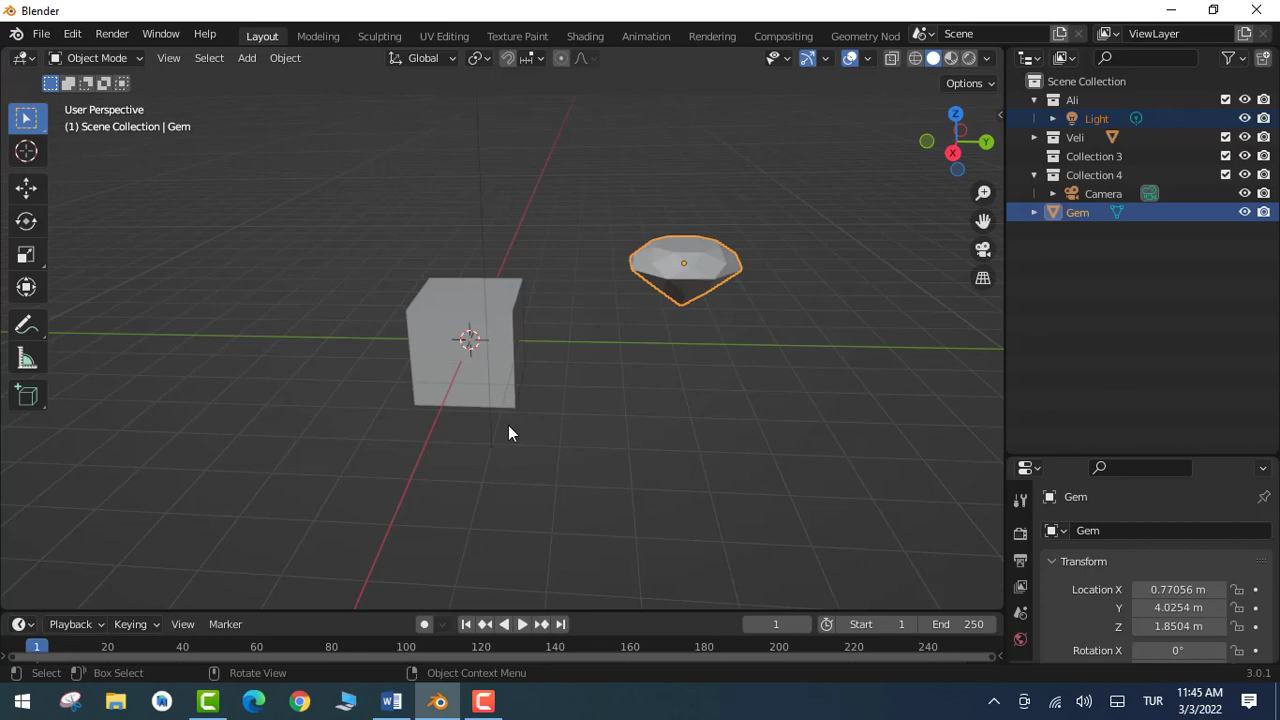 Blender
File Edit Render Window Help Layout Modeling Sculpting UV Editing Texture Paint Shading Animation Rendering Compositing Geometry Nod Scene ViewLayer
Object Mode View Select Add Object Global
Options
User Perspective
(1) Scene Collection | Gem
Z
Y
X
Scene Collection
Ali
Light
Veli
Collection 3
Collection 4
Camera
Gem
Gem
Gem
Transform
Location X 0.77056 m
Y 4.0254 m
Z 1.8504 m
Rotation X 0°
Playback Keying View Marker 1 Start 1 End 250
1 20 40 60 80 100 120 140 160 180 200 220 240
Select Box Select Rotate View Object Context Menu 3.0.1
TUR 11:45 AM
3/3/2022